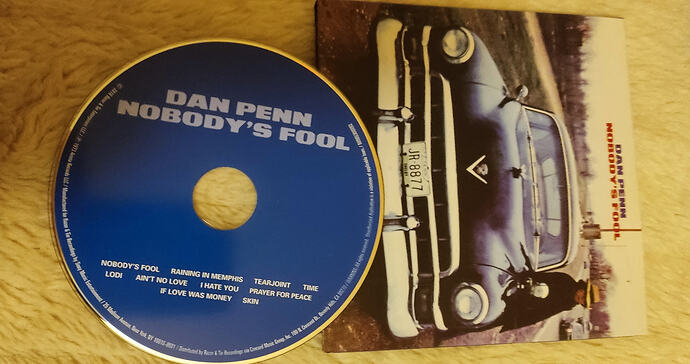 DAN PENN
NOBODY'S FOOL
NOBODY'S FOOL RAINING IN MEMPHIS TEARJOINT TIME
LODI AIN'T NO LOVE I HATE YOU PRAYER FOR PEACE
IF LOVE WAS MONEY SKIN
JR 8877
DAN PENN
NOBODY'S FOOL